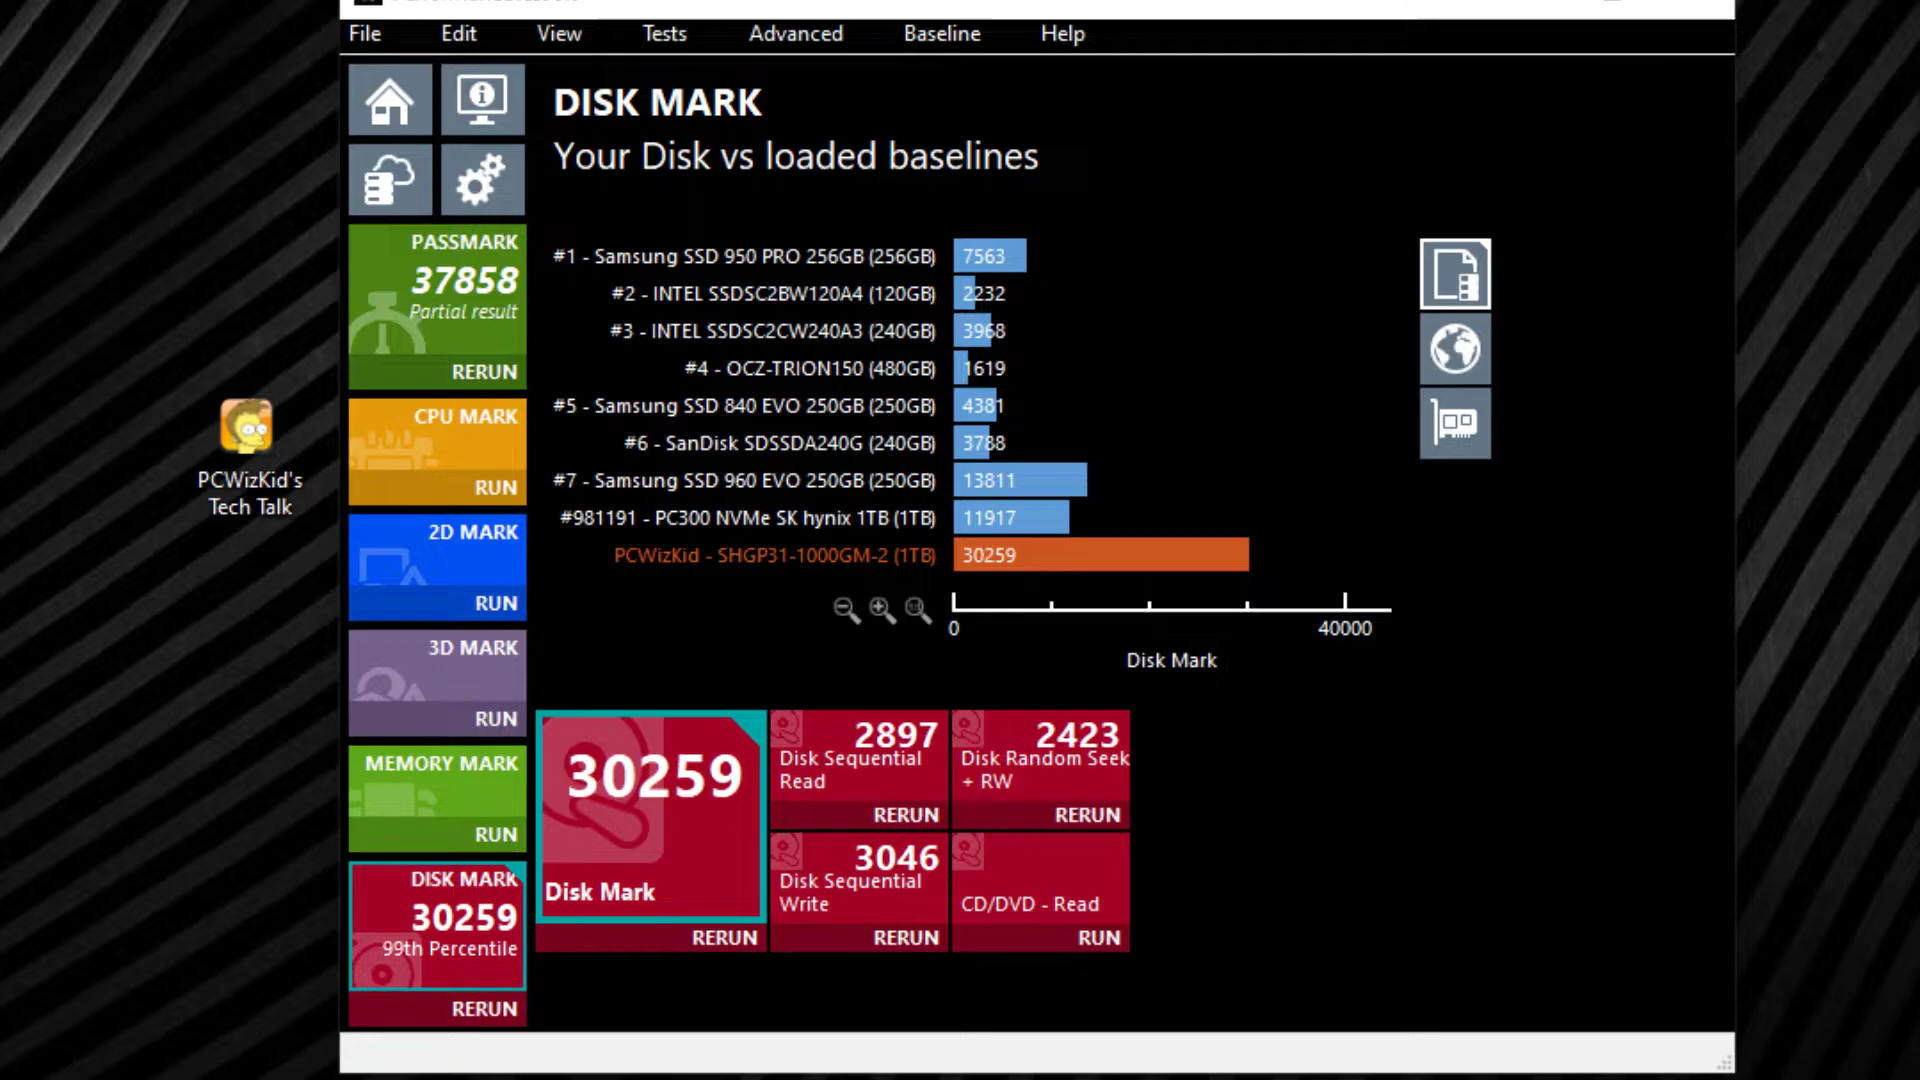 File Edit View Tests Advanced Baseline Help
DISK MARK
Your Disk vs loaded baselines
PASSMARK
37858
Partial result
RERUN
CPU MARK
RUN
2D MARK
RUN
3D MARK
RUN
MEMORY MARK
RUN
DISK MARK
30259
99th Percentile
RERUN
PCWizKid's
Tech Talk
#1 - Samsung SSD 950 PRO 256GB (256GB) 7563
#2 - INTEL SSDSC2BW120A4 (120GB) 2232
#3 - INTEL SSDSC2CW240A3 (240GB) 3968
#4 - OCZ-TRION150 (480GB) 1619
#5 - Samsung SSD 840 EVO 250GB (250GB) 4381
#6 - SanDisk SDSSDA240G (240GB) 3788
#7 - Samsung SSD 960 EVO 250GB (250GB) 13811
#981191 - PC300 NVMe SK hynix 1TB (1TB) 11917
PCWizKid - SHGP31-1000GM-2 (1TB) 30259
0 40000
Disk Mark
30259
Disk Mark
RERUN
2897
Disk Sequential
Read
RERUN
2423
Disk Random Seek
+ RW
RERUN
3046
Disk Sequential
Write
RERUN
CD/DVD - Read
RUN